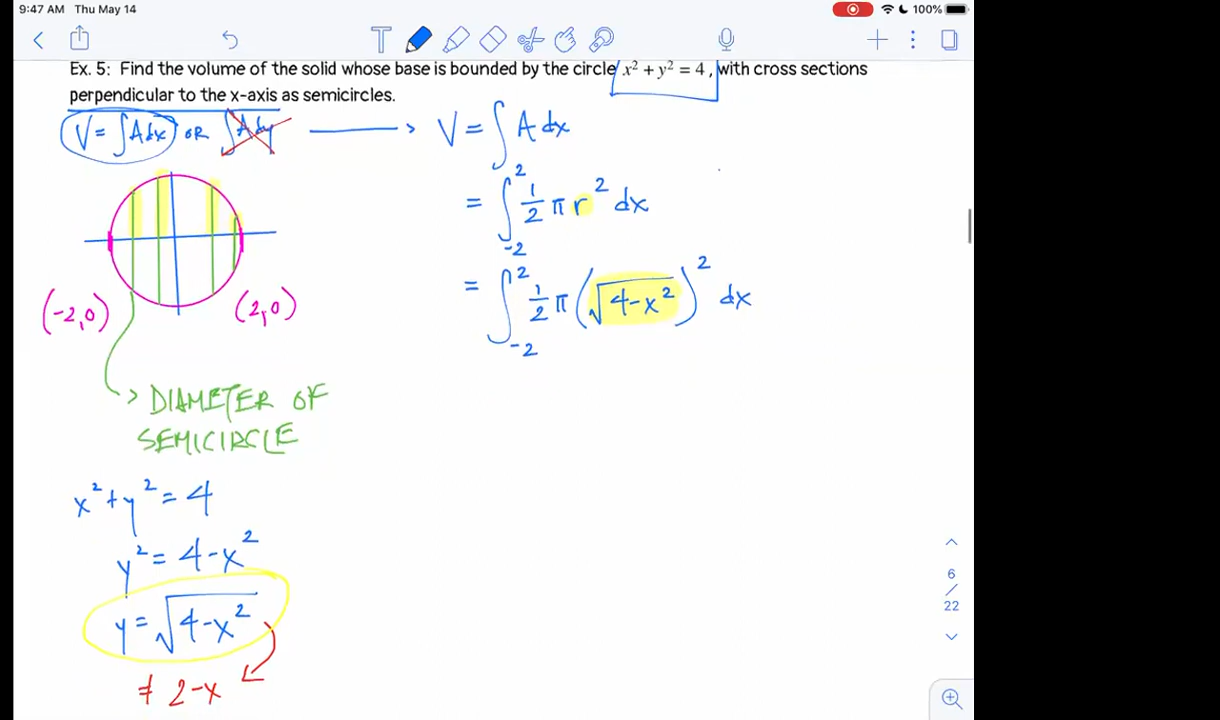 9:47 AM Thu May 14
100%
Ex. 5: Find the volume of the solid whose base is bounded by the circle x² + y² = 4 , with cross sections
perpendicular to the x-axis as semicircles.
V = ∫Adx OR ∫Ady → V = ∫ A dx
= ∫₋₂² 1/2 π r² dx
= ∫₋₂² 1/2 π (√(4-x²))² dx
(-2,0) (2,0)
DIAMETER OF
SEMICIRCLE
x² + y² = 4
y² = 4-x²
y = √(4-x²)
≠ 2-x
6
/
22